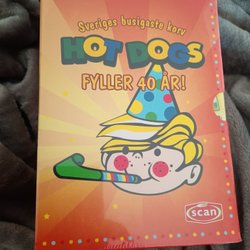 Sveriges busigaste korv
HOT DOGS
FYLLER 40 ÅR!
scan